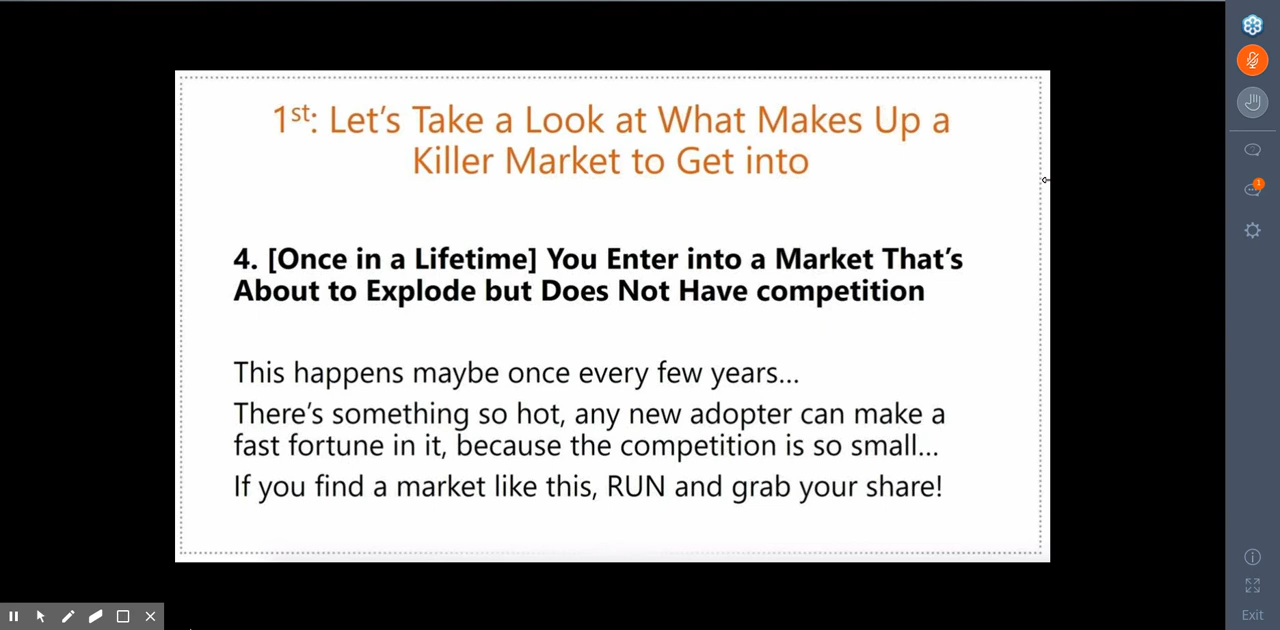 1st: Let's Take a Look at What Makes Up a
Killer Market to Get into
4. [Once in a Lifetime] You Enter into a Market That's
About to Explode but Does Not Have competition
This happens maybe once every few years...
There's something so hot, any new adopter can make a
fast fortune in it, because the competition is so small...
If you find a market like this, RUN and grab your share!
1
Exit